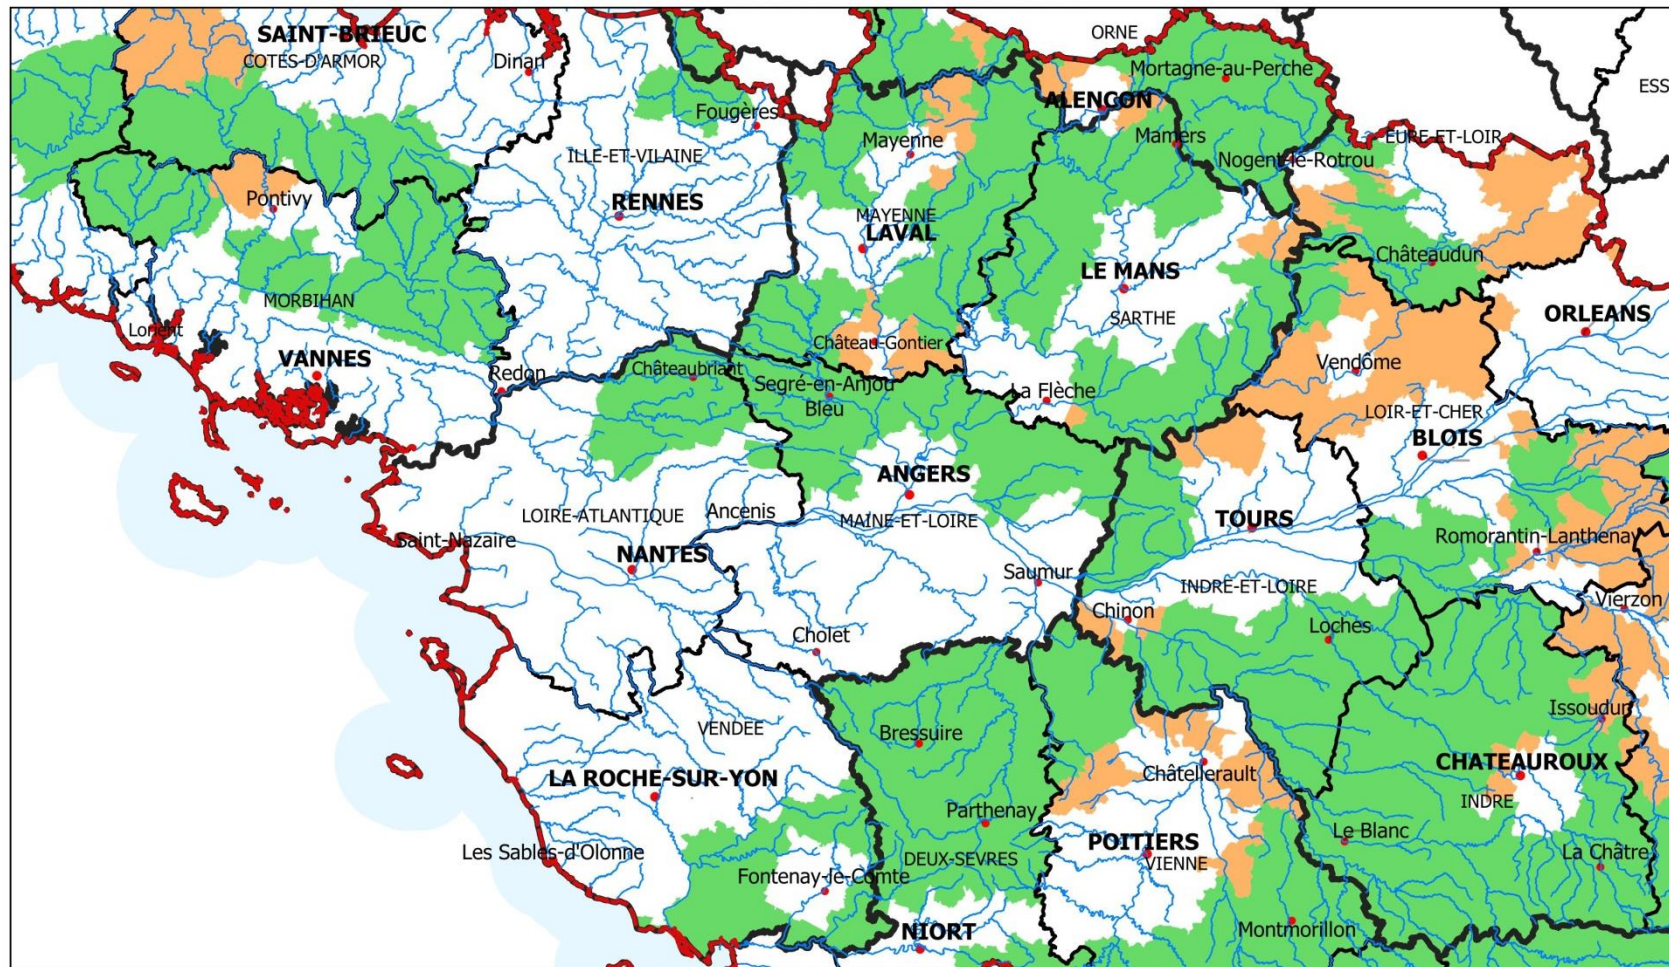 SAINT-BRIEUC
COTES-D'ARMOR
Dinan
ORNE
Mortagne-au-Perche
ESS
ALENÇON
Fougères
Mayenne
Mamers
EURE-ET-LOIR
Nogent-le-Rotrou
ILLE-ET-VILAINE
Pontivy
RENNES
MAYENNE
LAVAL
Châteaudun
LE MANS
MORBIHAN
Lorient
SARTHE
ORLEANS
Château-Gontier
VANNES
Redon
Châteaubriant
Segré-en-Anjou
Bleu
La Flèche
Vendôme
LOIR-ET-CHER
BLOIS
ANGERS
Ancenis
LOIRE-ATLANTIQUE
MAINE-ET-LOIRE
TOURS
Saint-Nazaire
Romorantin-Lanthenay
NANTES
Saumur
INDRE-ET-LOIRE
Vierzon
Chinon
Cholet
Loches
Issoudun
VENDEE
Bressuire
CHATEAUROUX
LA ROCHE-SUR-YON
Châtellerault
INDRE
Parthenay
Le Blanc
POITIERS
Les Sables-d'Olonne
DEUX-SEVRES
VIENNE
La Châtre
Fontenay-le-Comte
NIORT
Montmorillon